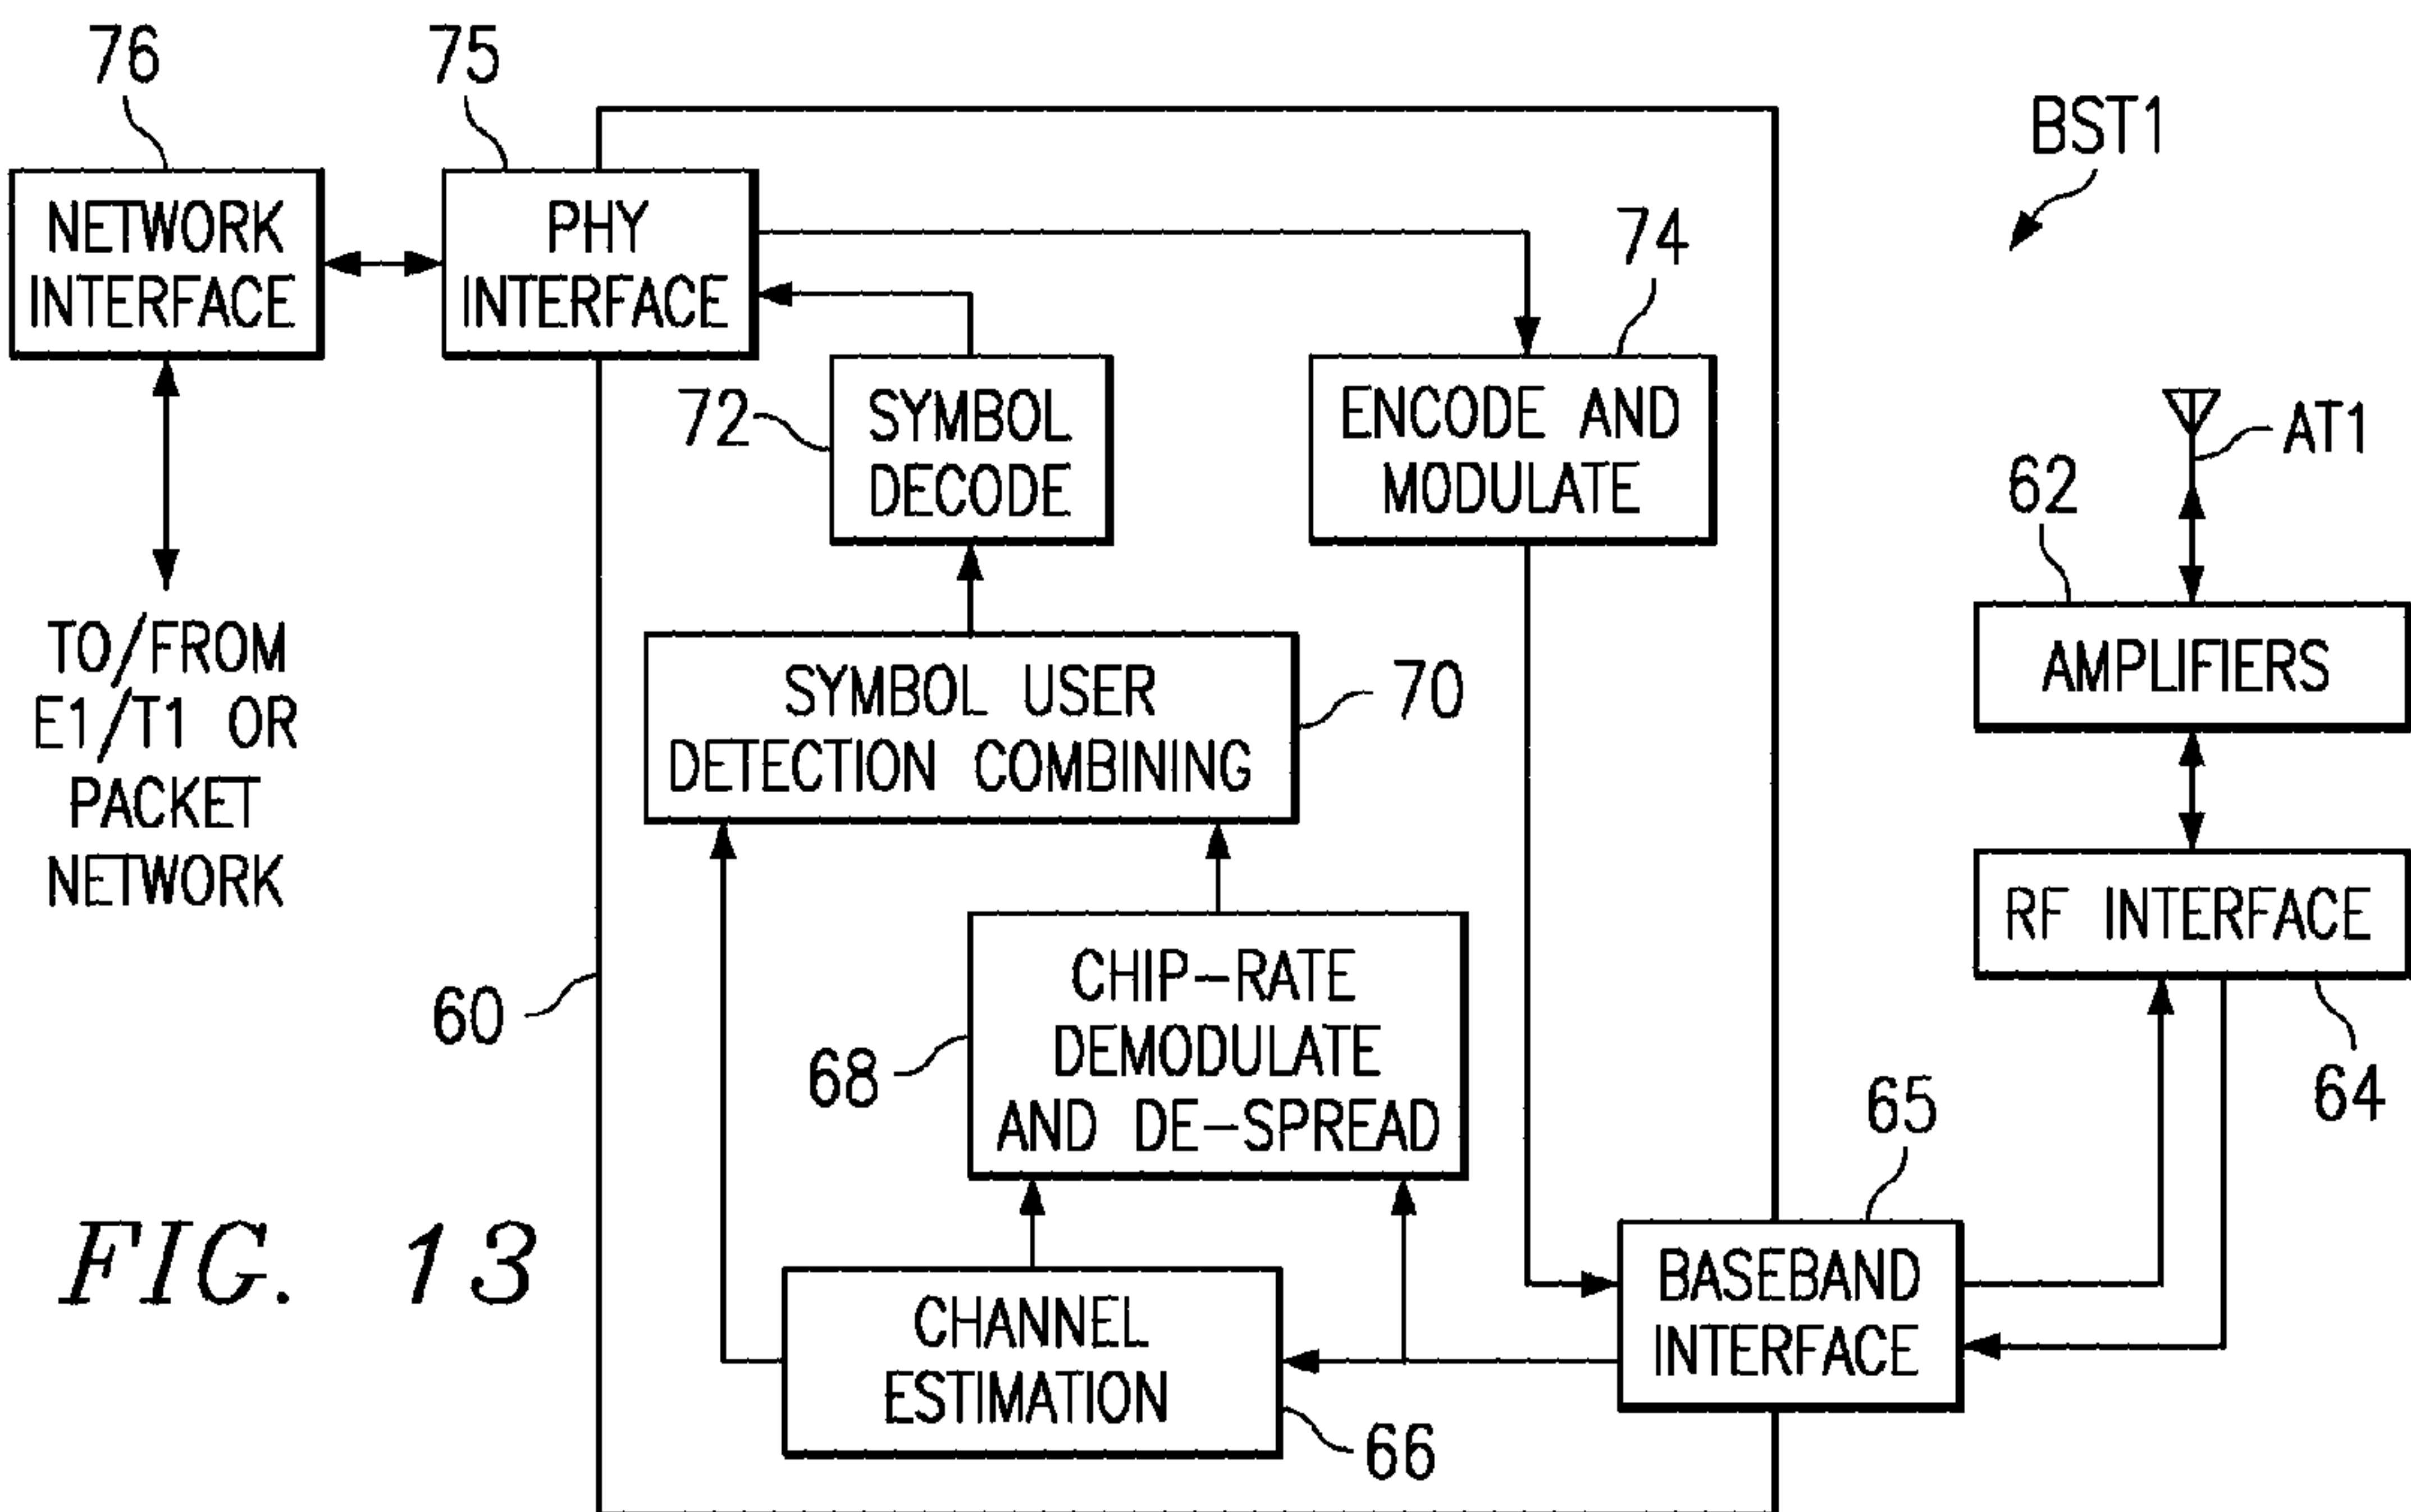 76
75
BST1
NETWORK
INTERFACE
PHY
INTERFACE
74
72
SYMBOL
DECODE
ENCODE AND
MODULATE
AT1
62
TO/FROM
E1/T1 OR
PACKET
NETWORK
SYMBOL USER
DETECTION COMBINING
70
AMPLIFIERS
RF INTERFACE
60
68
CHIP-RATE
DEMODULATE
AND DE-SPREAD
64
65
FIG. 13
CHANNEL
ESTIMATION
BASEBAND
INTERFACE
66